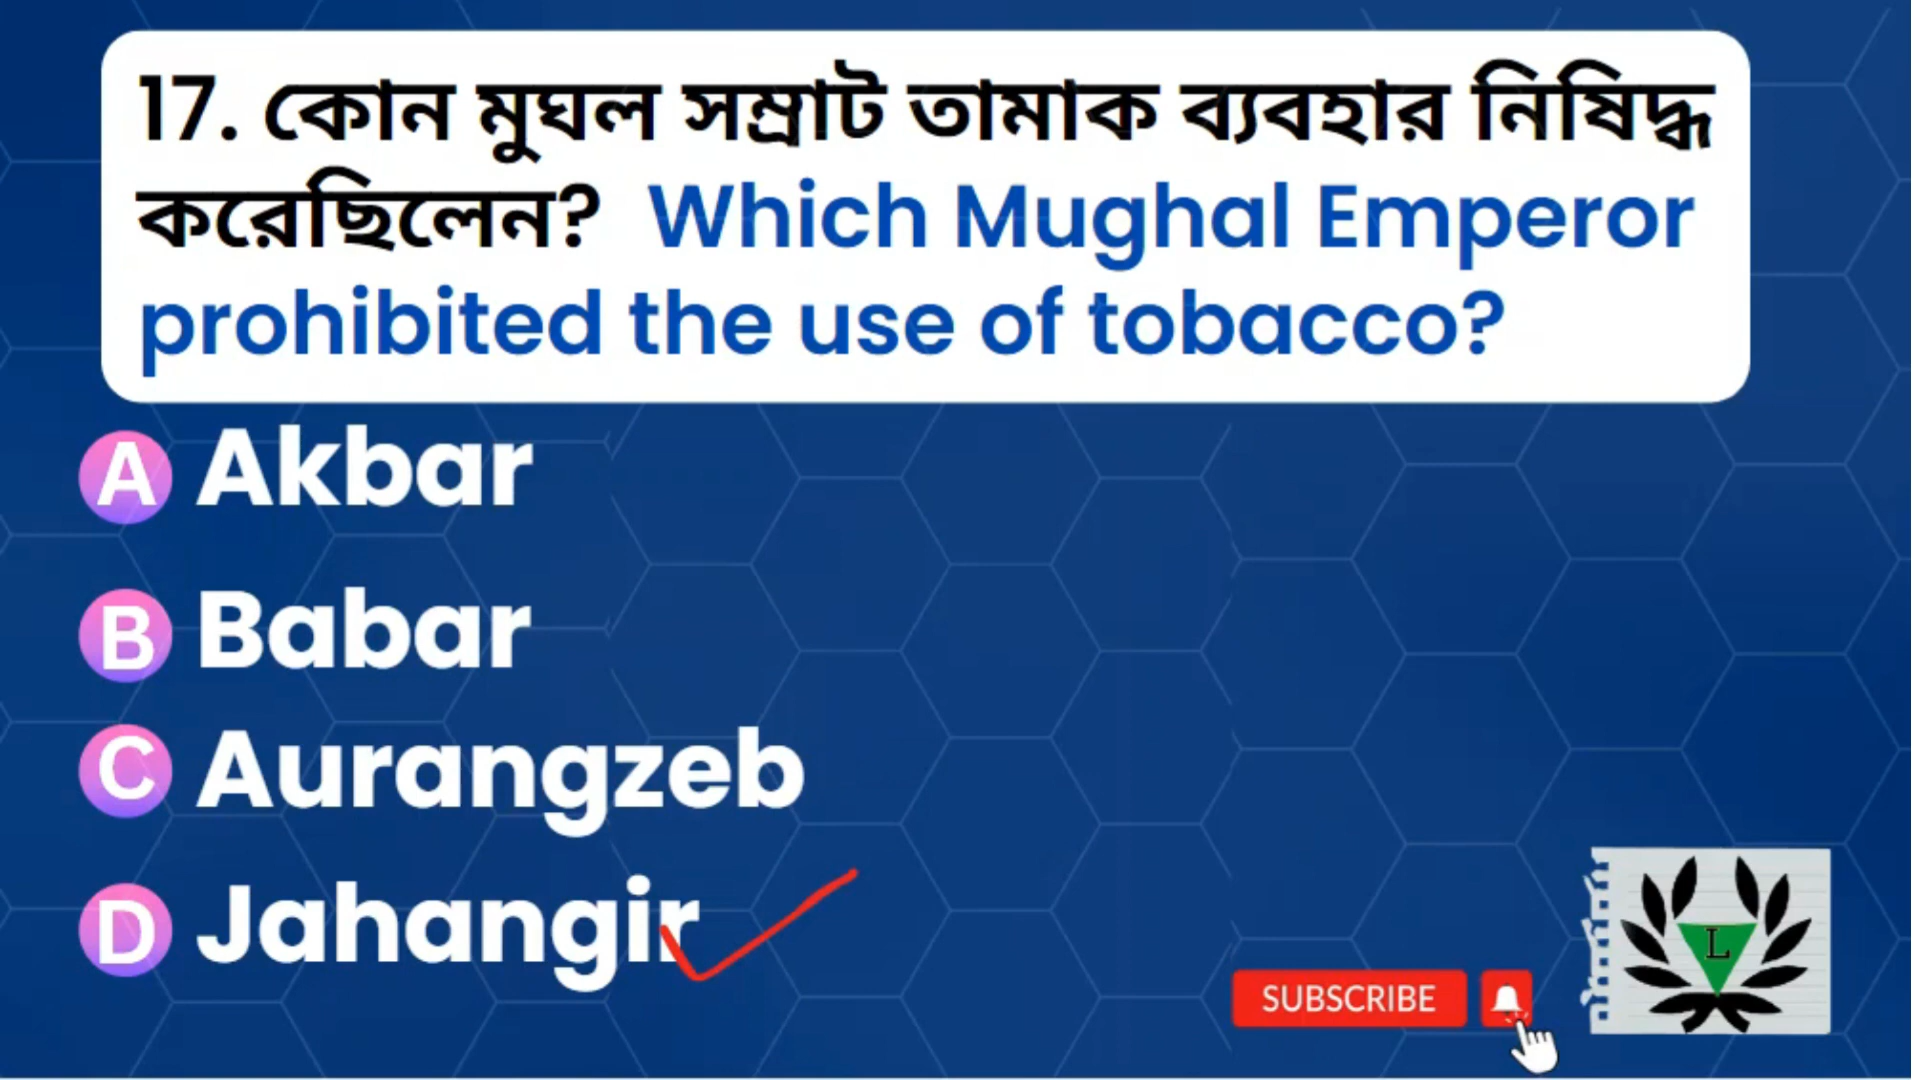 17. কোন মুঘল সম্রাট তামাক ব্যবহার নিষিদ্ধ
করেছিলেন? Which Mughal Emperor
prohibited the use of tobacco?
A Akbar
B Babar
C Aurangzeb
D Jahangir
SUBSCRIBE
L